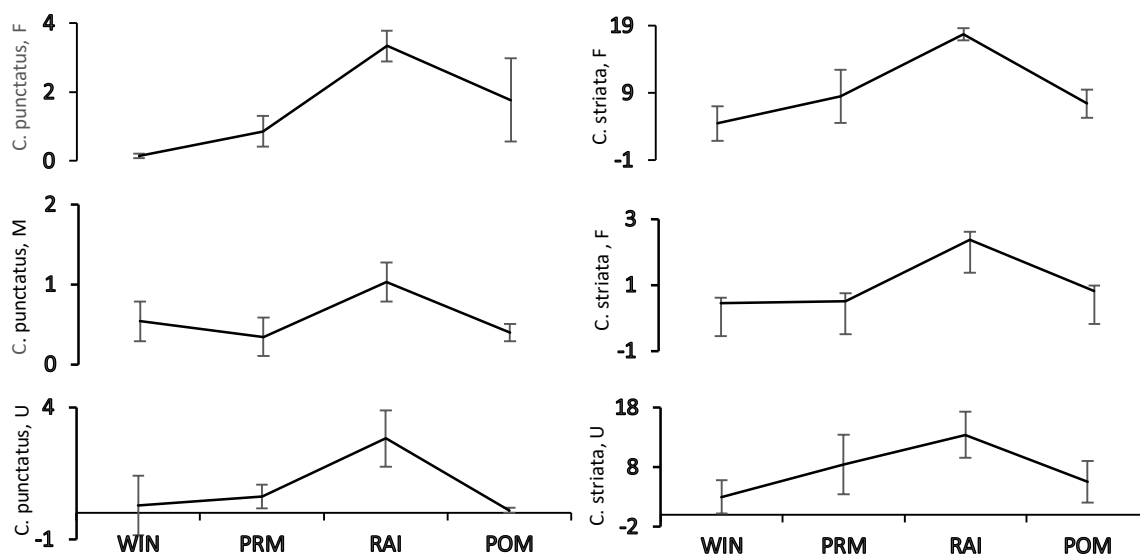 C. punctatus, F
4
2
0
C. striata, F
19
9
-1
C. punctatus, M
2
1
0
C. striata , F
3
1
-1
C. punctatus, U
4
-1
C. striata, U
18
8
-2
WIN PRM RAI POM
WIN PRM RAI POM